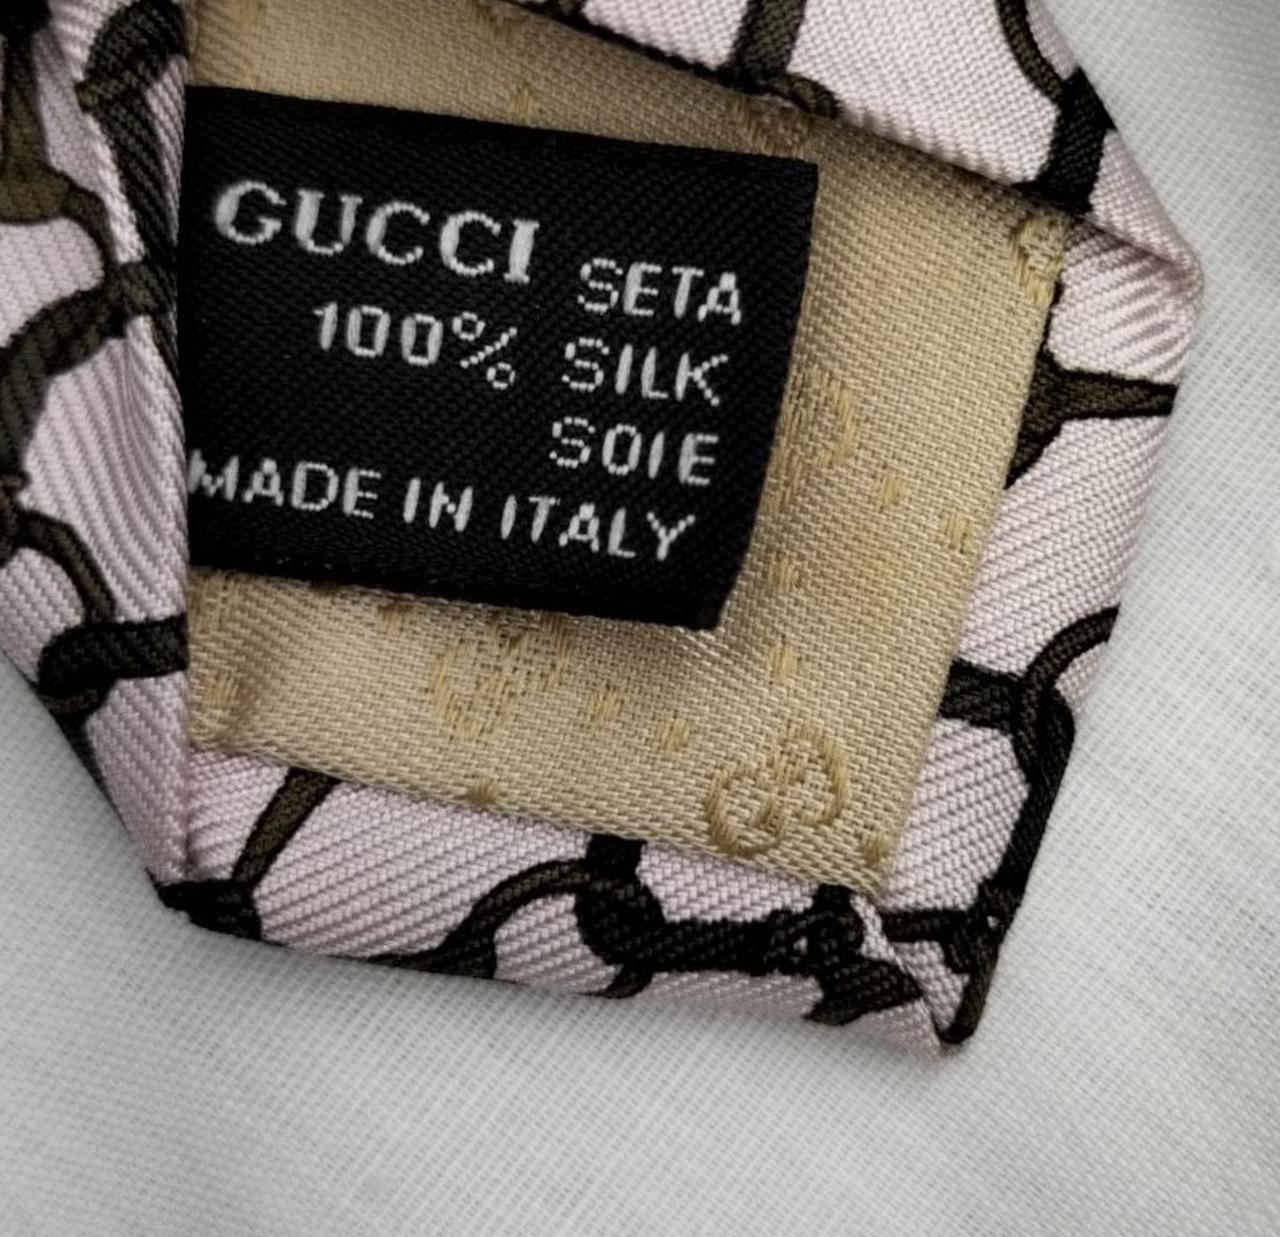 GUCCI SETA
100% SILK
SOIE
MADE IN ITALY